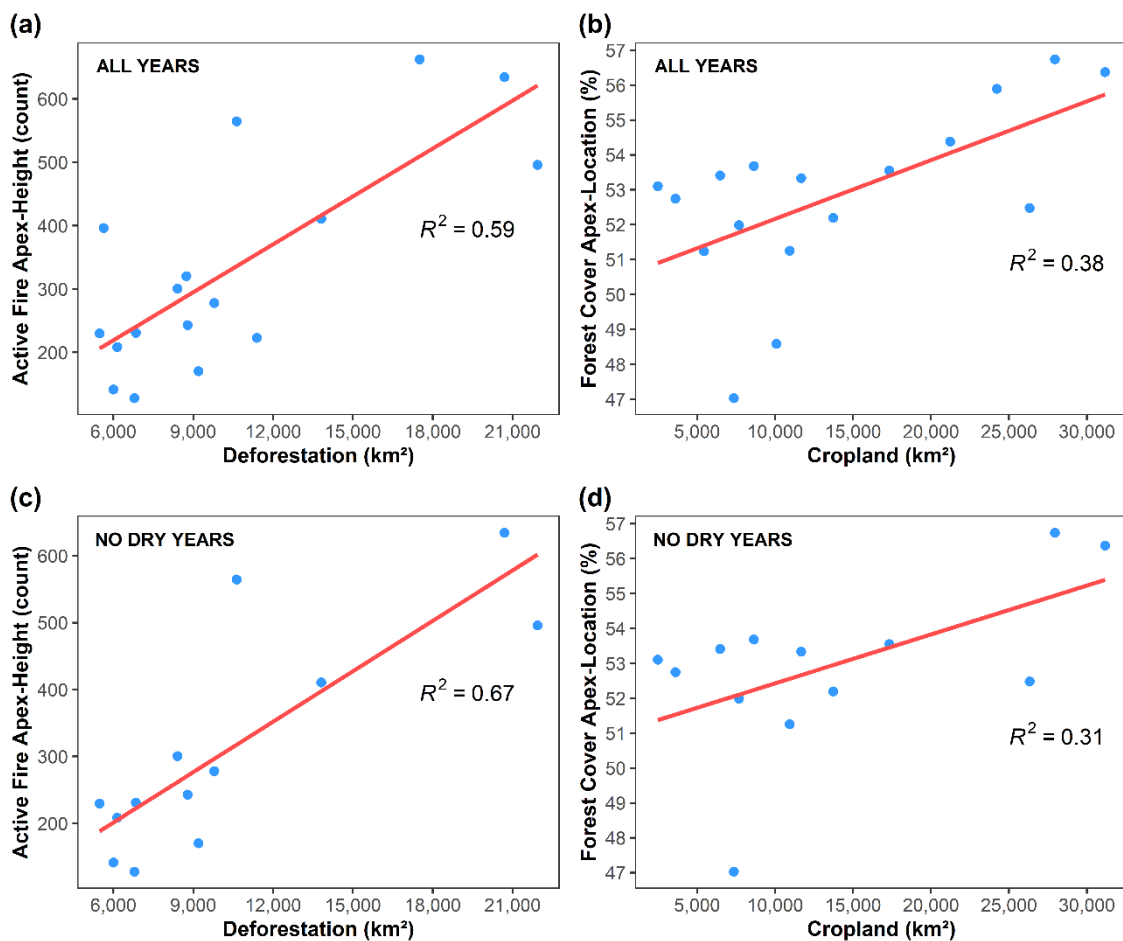 (a)
ALL YEARS
Active Fire Apex-Height (count)
600
500
400
300
200
R² = 0.59
6,000 9,000 12,000 15,000 18,000 21,000
Deforestation (km²)
(b)
ALL YEARS
Forest Cover Apex-Location (%)
57
56
55
54
53
52
51
50
49
48
47
R² = 0.38
5,000 10,000 15,000 20,000 25,000 30,000
Cropland (km²)
(c)
NO DRY YEARS
Active Fire Apex-Height (count)
600
500
400
300
200
R² = 0.67
6,000 9,000 12,000 15,000 18,000 21,000
Deforestation (km²)
(d)
NO DRY YEARS
Forest Cover Apex-Location (%)
57
56
55
54
53
52
51
50
49
48
47
R² = 0.31
5,000 10,000 15,000 20,000 25,000 30,000
Cropland (km²)